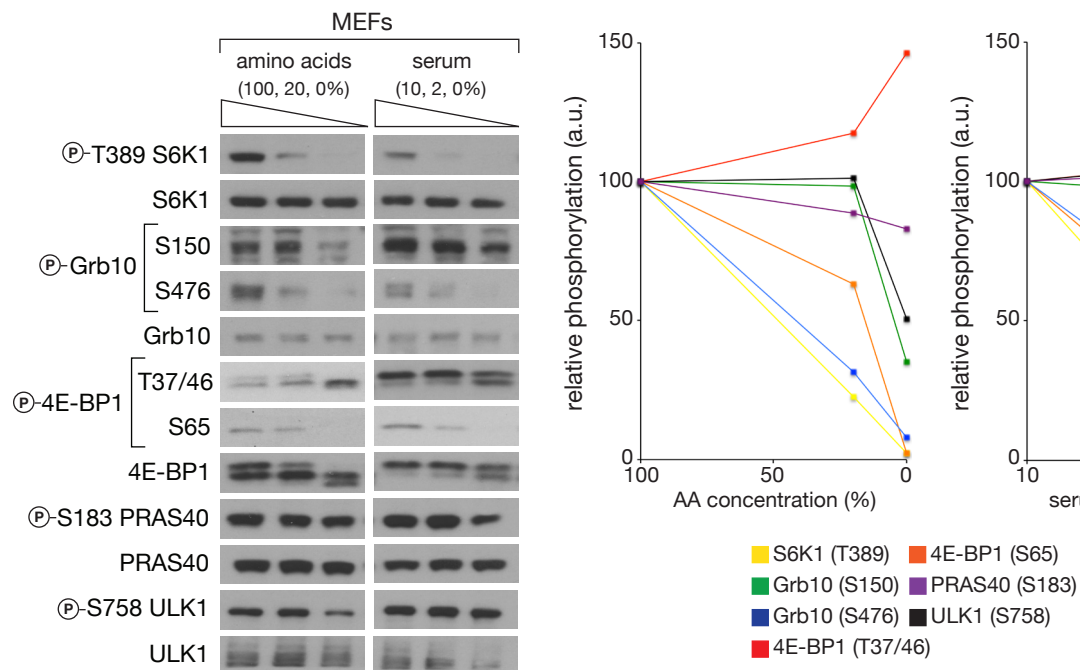 MEFs
amino acids
(100, 20, 0%)
serum
(10, 2, 0%)
Ⓟ-T389 S6K1
S6K1
Ⓟ-Grb10
S150
S476
Grb10
Ⓟ-4E-BP1
T37/46
S65
4E-BP1
Ⓟ-S183 PRAS40
PRAS40
Ⓟ-S758 ULK1
ULK1
relative phosphorylation (a.u.)
150
100
50
0
100
50
0
AA concentration (%)
relative phosphorylation (a.u.)
150
100
50
0
10
S6K1 (T389)
Grb10 (S150)
Grb10 (S476)
4E-BP1 (T37/46)
4E-BP1 (S65)
PRAS40 (S183)
ULK1 (S758)